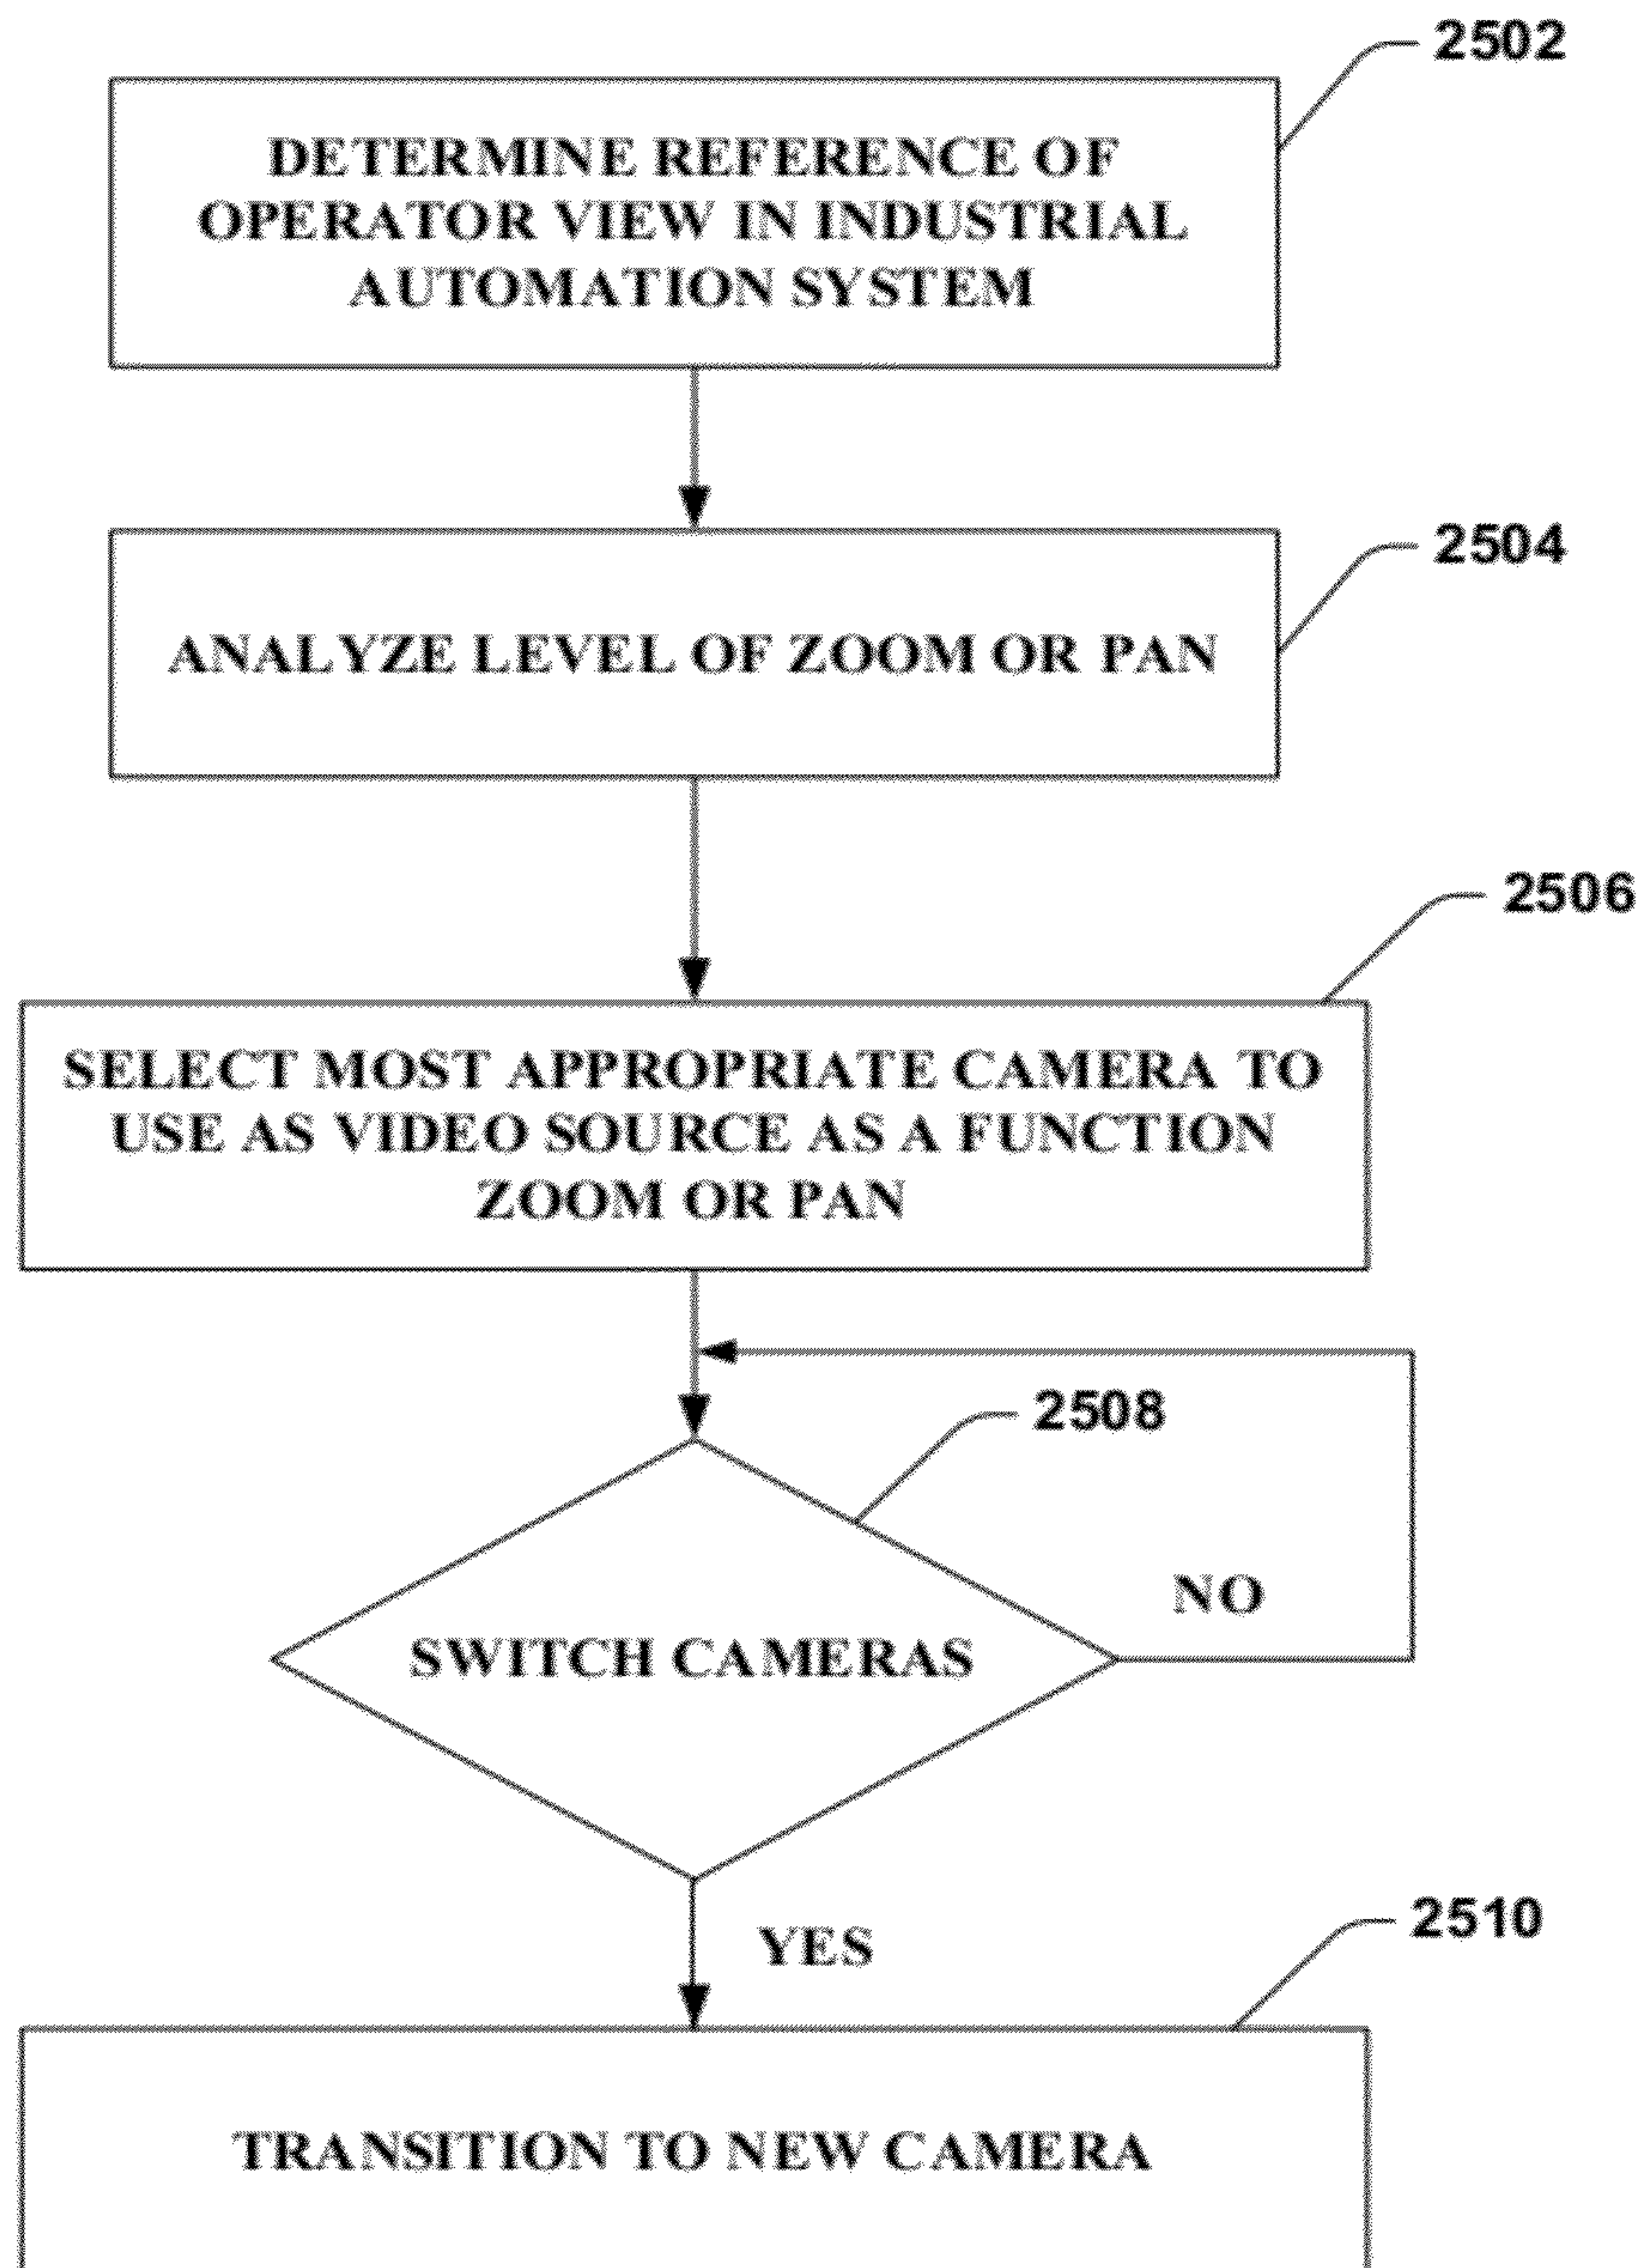 2502
DETERMINE REFERENCE OF
OPERATOR VIEW IN INDUSTRIAL
AUTOMATION SYSTEM
2504
ANALYZE LEVEL OF ZOOM OR PAN
2506
SELECT MOST APPROPRIATE CAMERA TO
USE AS VIDEO SOURCE AS A FUNCTION
ZOOM OR PAN
2508
NO
SWITCH CAMERAS
YES
2510
TRANSITION TO NEW CAMERA